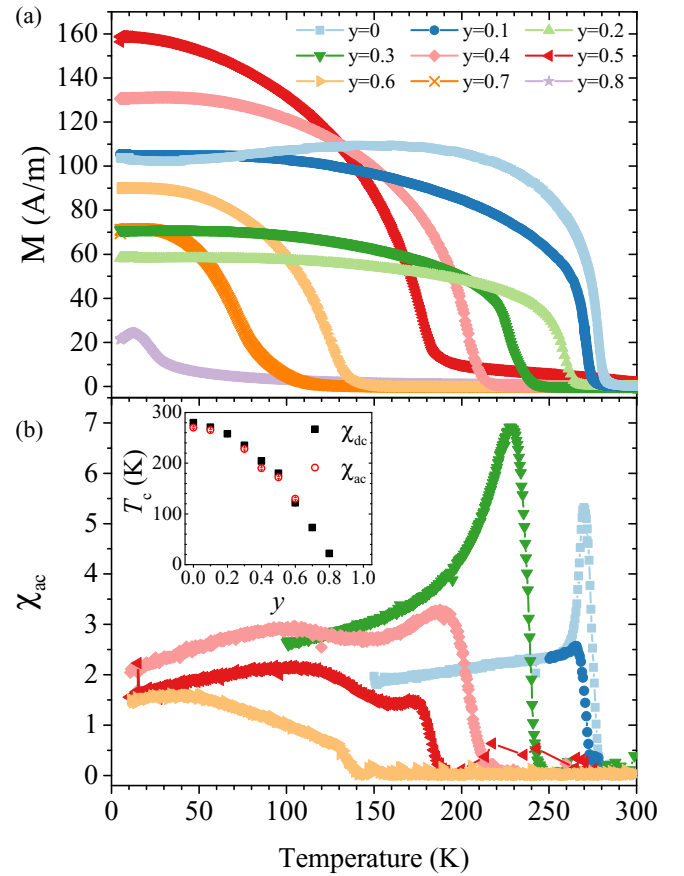 (a)
y=0 y=0.1 y=0.2
y=0.3 y=0.4 y=0.5
y=0.6 y=0.7 y=0.8
M (A/m)
160
140
120
100
80
60
40
20
0
(b)
χac
7
6
5
4
3
2
1
0
Tc (K)
300
200
100
0
χdc
χac
0.0 0.2 0.4 0.6 0.8 1.0
y
0 50 100 150 200 250 300
Temperature (K)